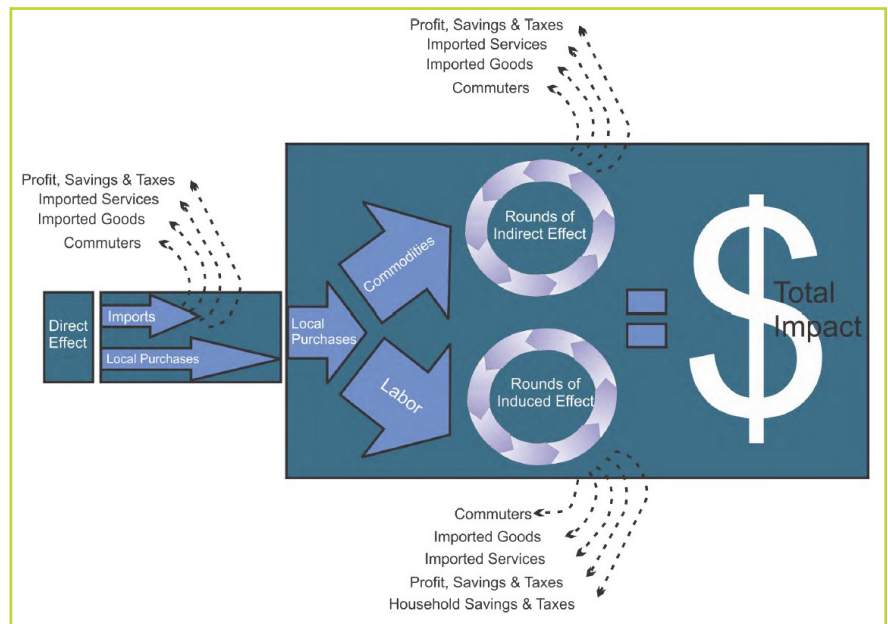 Profit, Savings & Taxes
Imported Services
Imported Goods
Commuters
Profit, Savings & Taxes
Imported Services
Imported Goods
Commuters
Direct
Effect
Imports
Local Purchases
Local
Purchases
Commodities
Labor
Rounds of
Indirect Effect
Rounds of
Induced Effect
Total
Impact
$
Commuters
Imported Goods
Imported Services
Profit, Savings & Taxes
Household Savings & Taxes